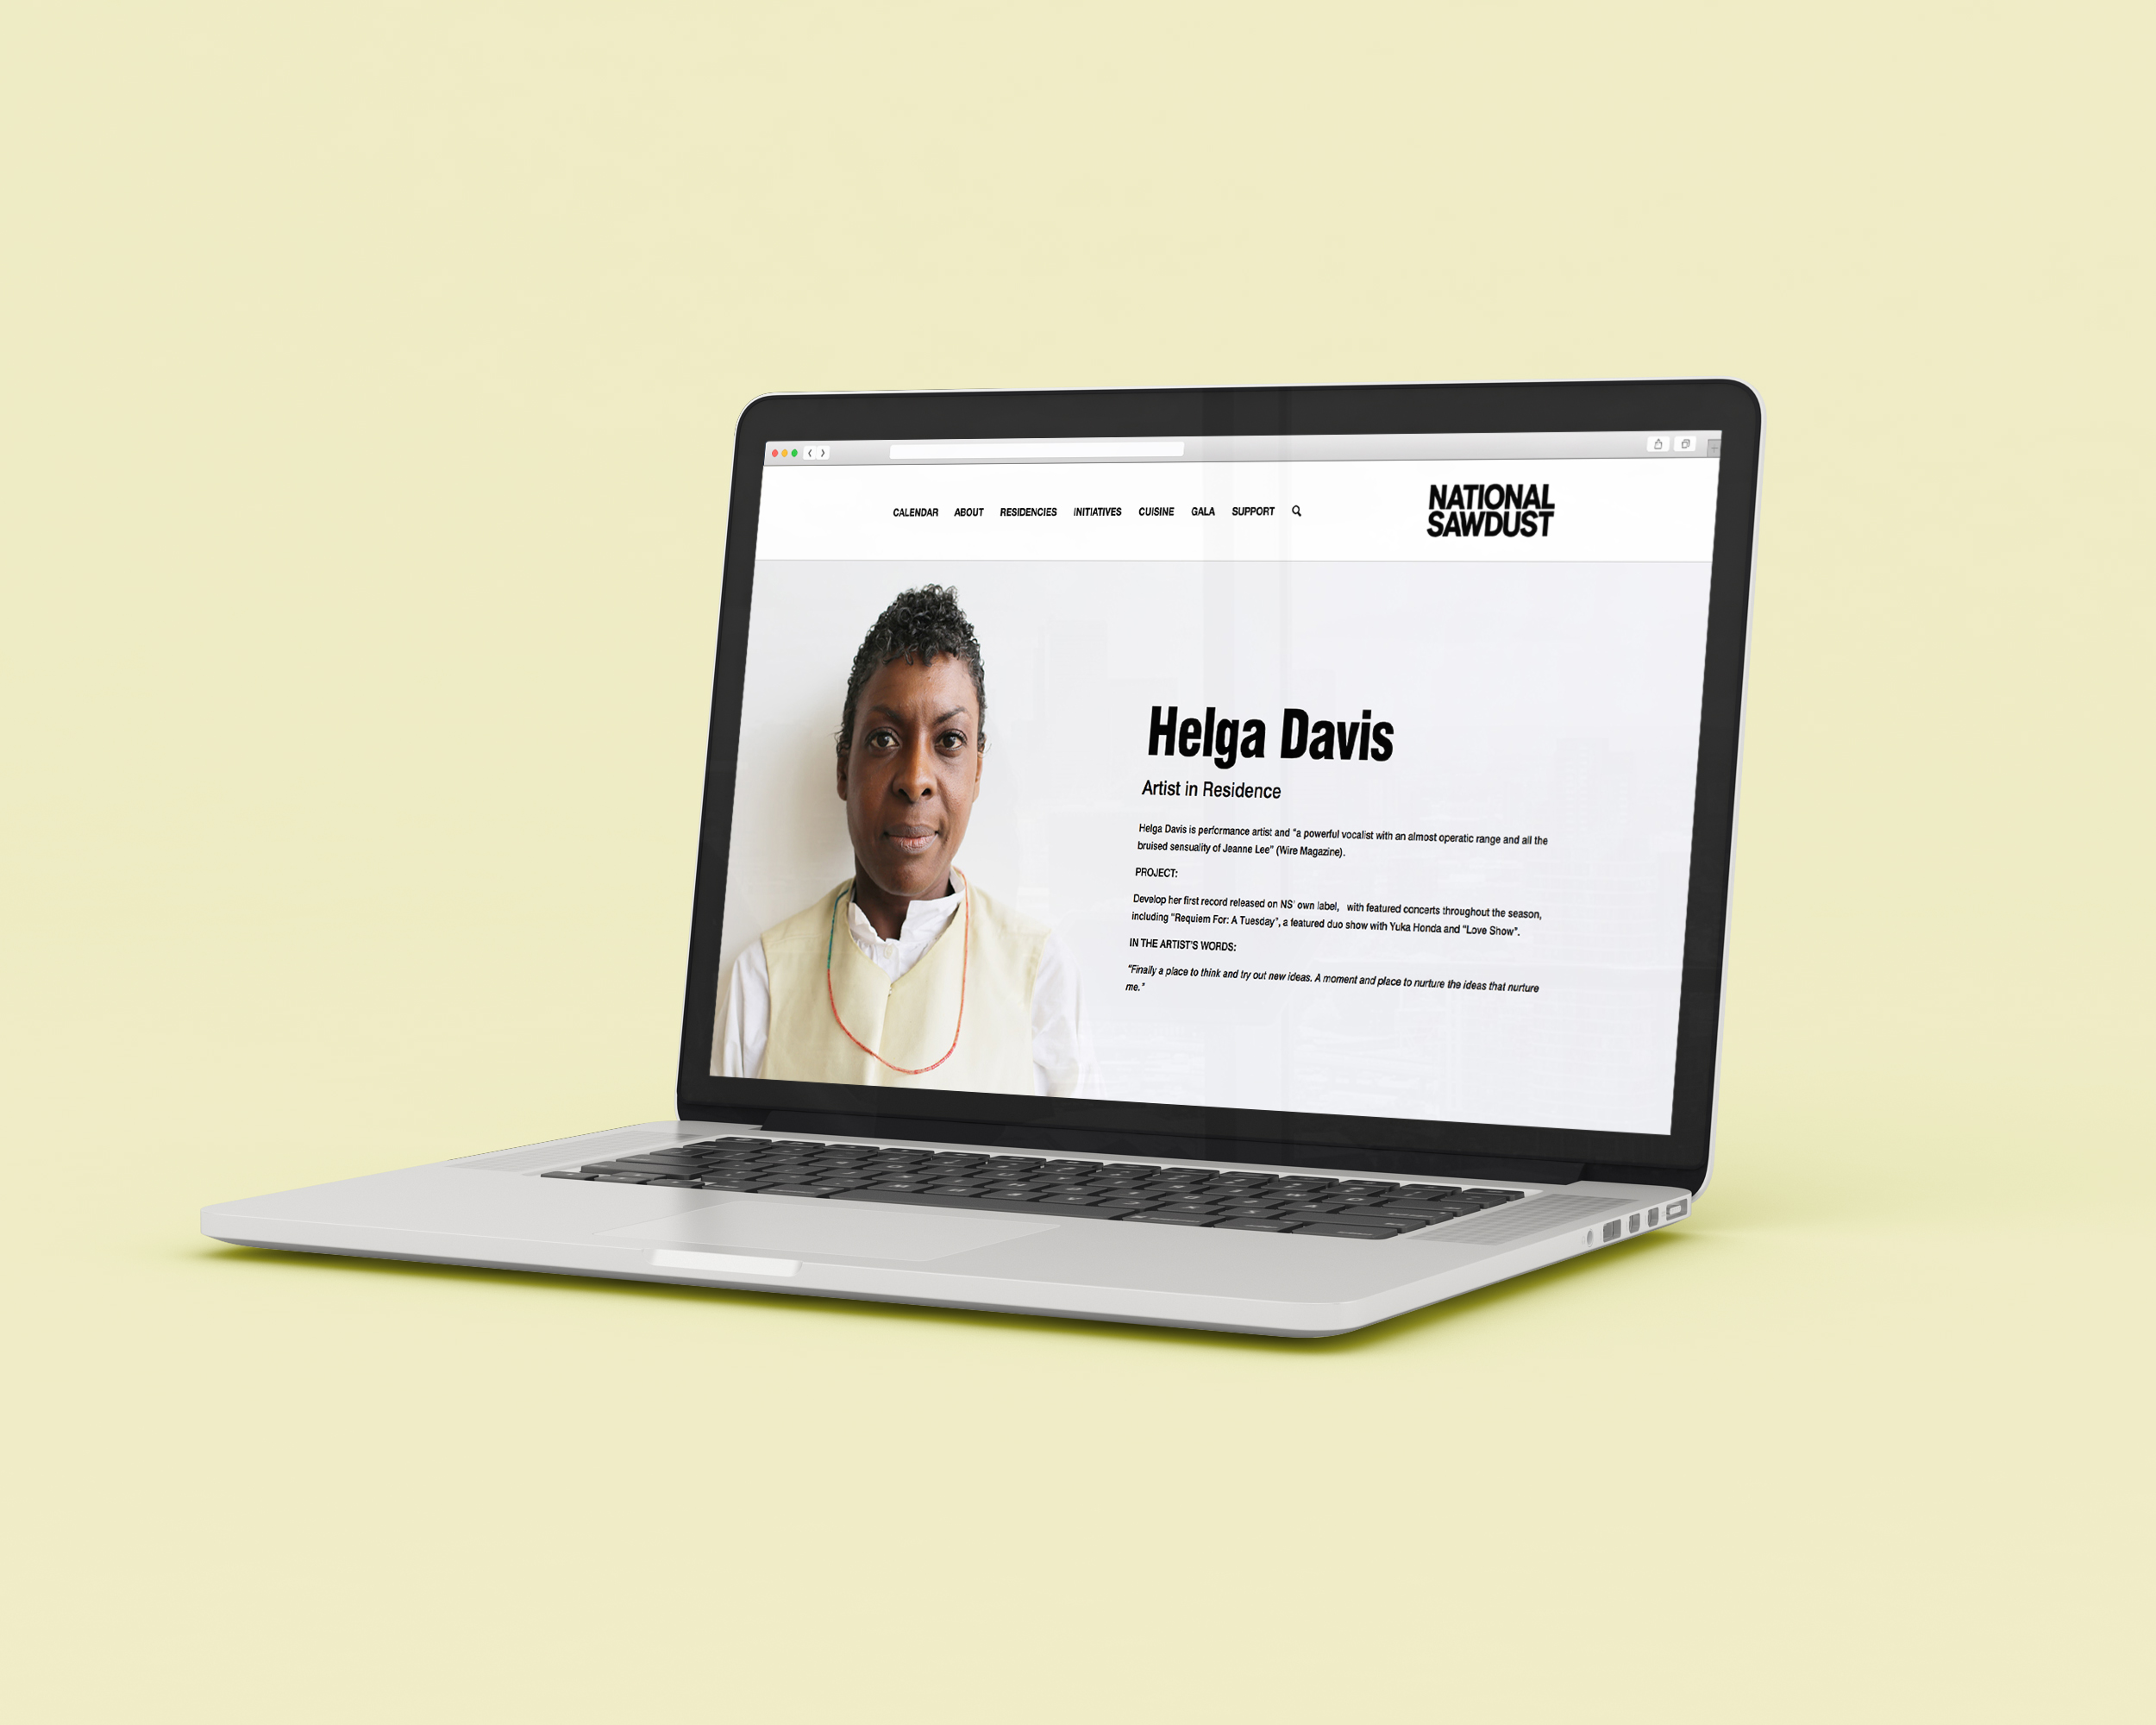 CALENDAR ABOUT RESIDENCIES INITIATIVES CUISINE GALA SUPPORT
NATIONAL
SAWDUST
Helga Davis
Artist in Residence
Helga Davis is performance artist and "a powerful vocalist with an almost operatic range and all the
bruised sensuality of Jeanne Lee" (Wire Magazine).
PROJECT:
Develop her first record released on NS' own label, with featured concerts throughout the season,
including "Requiem For: A Tuesday", a featured duo show with Yuka Honda and "Love Show".
IN THE ARTIST'S WORDS:
"Finally a place to think and try out new ideas. A moment and place to nurture the ideas that nurture
me."